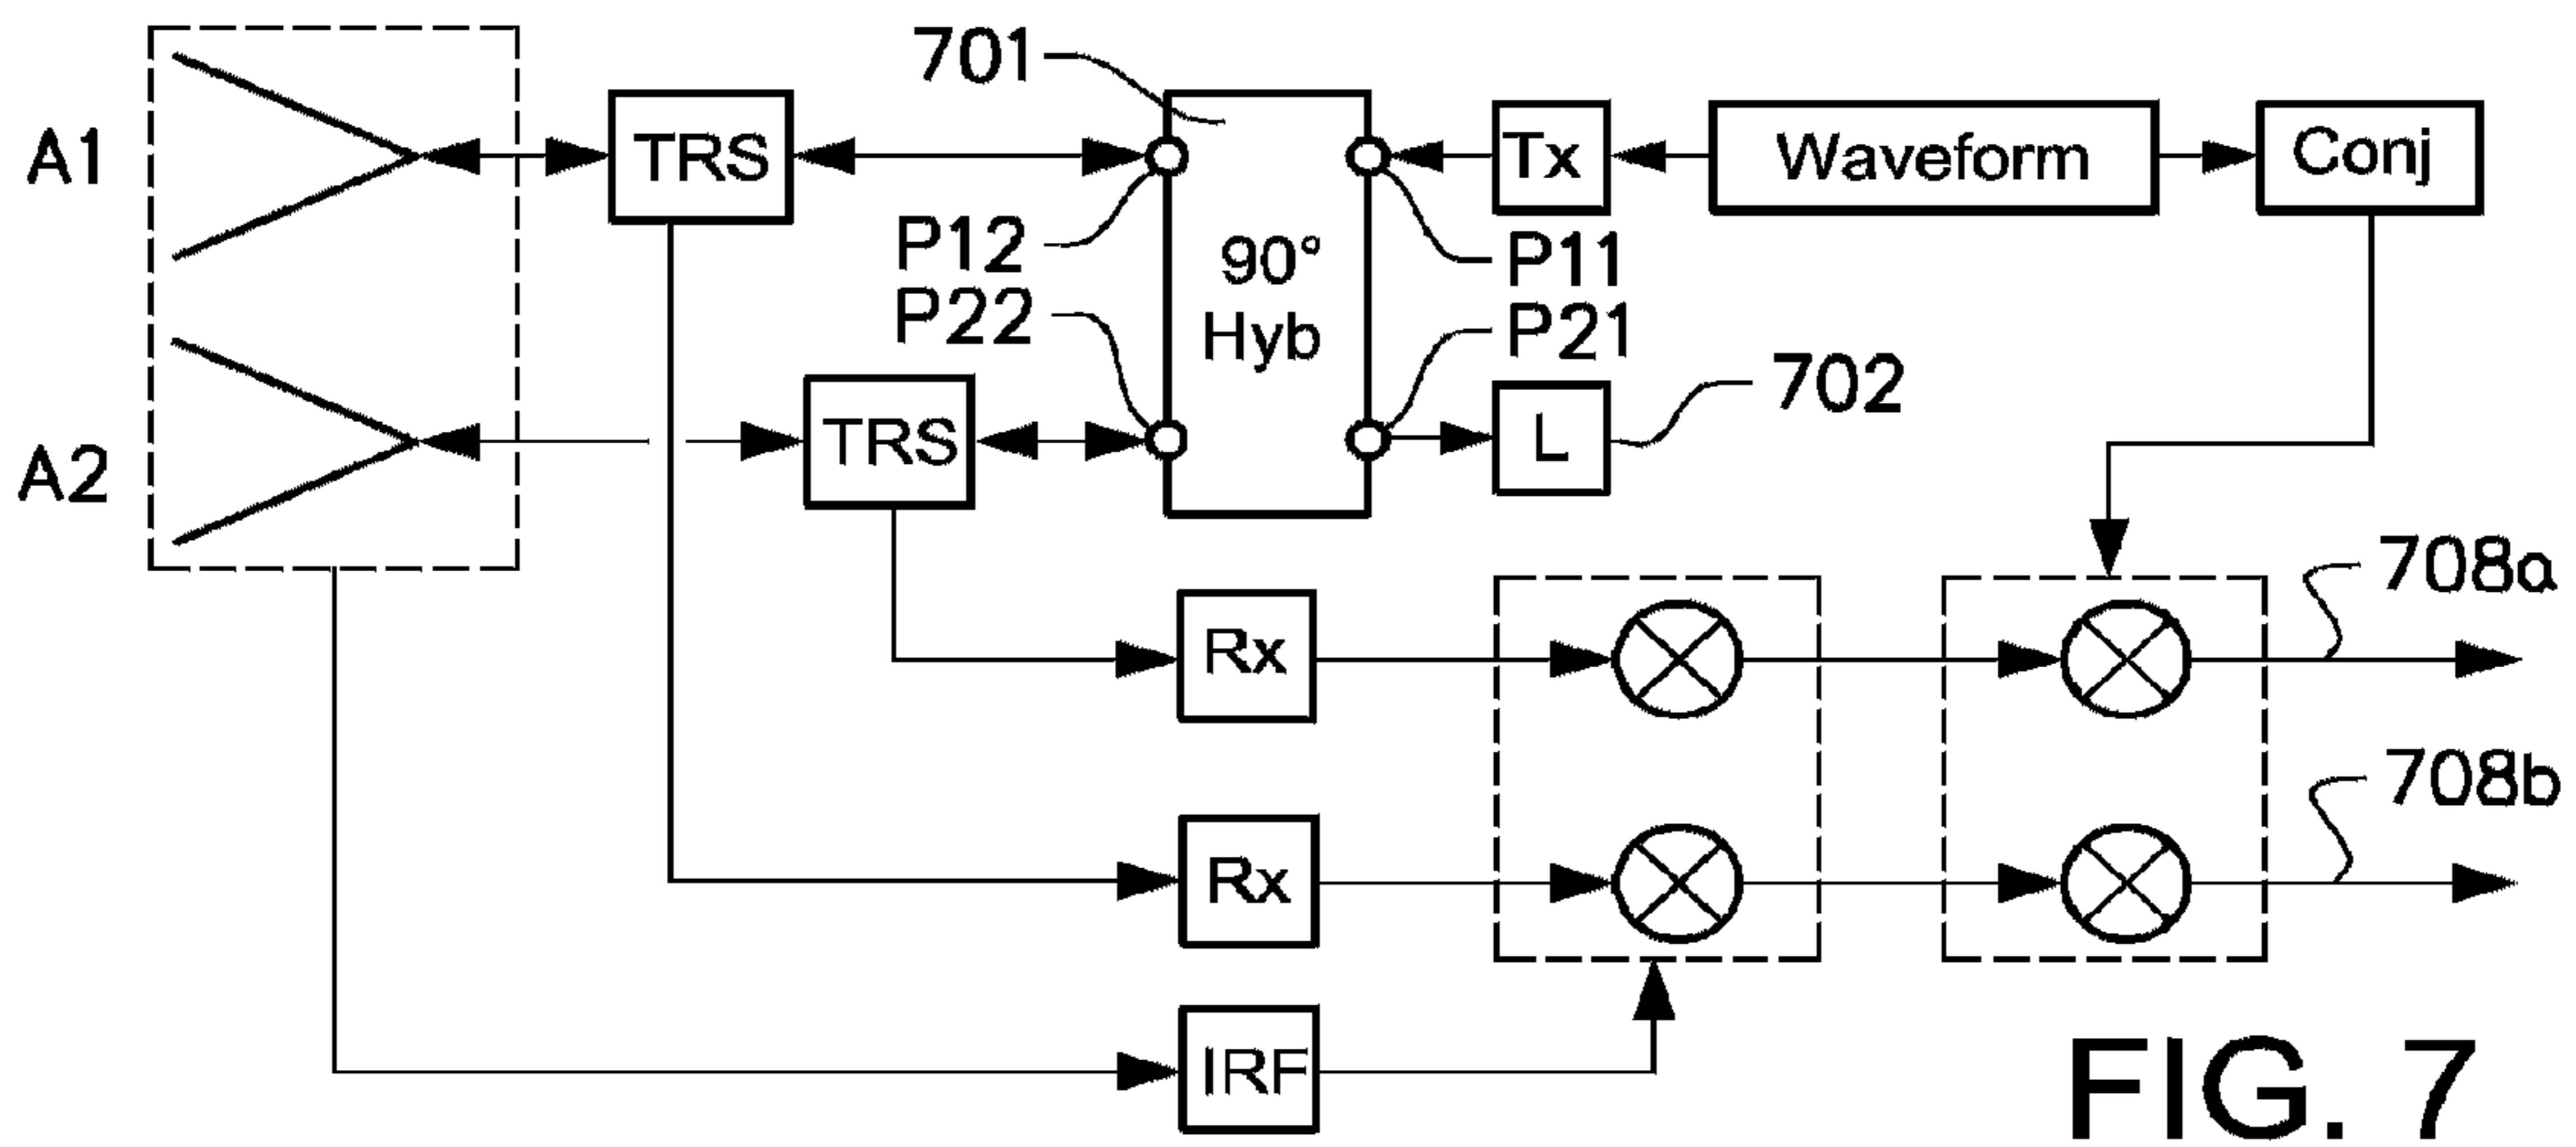 701
A1
TRS
Tx
Waveform
Conj
P12
90°
P11
P22
Hyb
P21
702
A2
TRS
L
708a
Rx
708b
Rx
IRF
FIG. 7